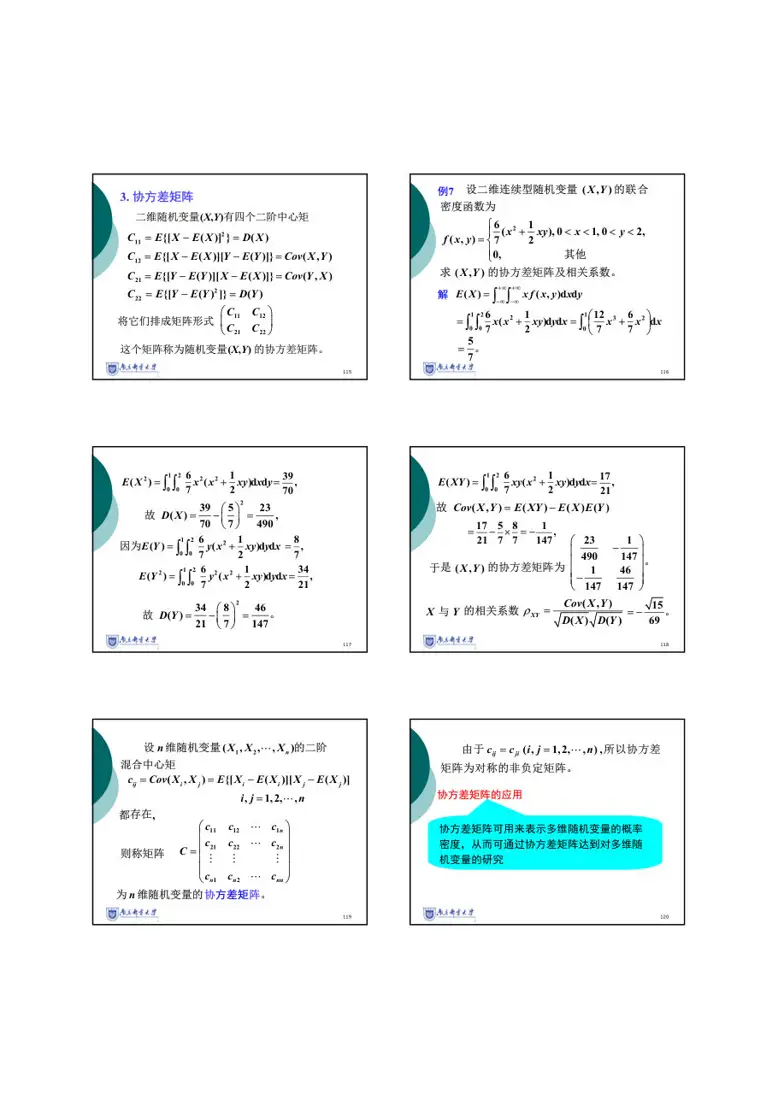 3. 协方差矩阵
二维随机变量(X,Y)有四个二阶中心矩
C₁₁ = E{[X − E(X)]²} = D(X)
C₁₂ = E{[X − E(X)][Y − E(Y)]} = Cov(X,Y)
C₂₁ = E{[Y − E(Y)][X − E(X)]} = Cov(Y,X)
C₂₂ = E{[Y − E(Y)²]} = D(Y)
将它们排成矩阵形式 (C₁₁ C₁₂
C₂₁ C₂₂)
这个矩阵称为随机变量(X,Y) 的协方差矩阵。
115
例7 设二维连续型随机变量 (X,Y) 的联合
密度函数为
f(x,y) = { 6/7 (x² + 1/2 xy), 0 < x < 1, 0 < y < 2,
0, 其他
求 (X,Y) 的协方差矩阵及相关系数。
解 E(X) = ∫₋∞^+∞ ∫₋∞^+∞ x f(x,y)dxdy
= ∫₀¹ ∫₀² 6/7 x(x² + 1/2 xy)dydx = ∫₀¹ (12/7 x³ + 6/7 x²)dx
= 5/7。
116
E(X²) = ∫₀¹ ∫₀² 6/7 x²(x² + 1/2 xy)dxdy = 39/70,
故 D(X) = 39/70 − (5/7)² = 23/490,
因为E(Y) = ∫₀¹ ∫₀² 6/7 y(x² + 1/2 xy)dydx = 8/7,
E(Y²) = ∫₀¹ ∫₀² 6/7 y²(x² + 1/2 xy)dydx = 34/21,
故 D(Y) = 34/21 − (8/7)² = 46/147。
117
E(XY) = ∫₀¹ ∫₀² 6/7 xy(x² + 1/2 xy)dydx = 17/21,
故 Cov(X,Y) = E(XY) − E(X)E(Y)
= 17/21 − 5/7 × 8/7 = − 1/147,
于是 (X,Y) 的协方差矩阵为 (23/490 −1/147
−1/147 46/147)。
X 与 Y 的相关系数 ρXY = Cov(X,Y) / √D(X) √D(Y) = − √15/69。
118
设 n 维随机变量 (X₁, X₂, ⋯, Xₙ)的二阶
混合中心矩
cᵢⱼ = Cov(Xᵢ, Xⱼ) = E{[Xᵢ − E(Xᵢ)][Xⱼ − E(Xⱼ)]
i, j = 1,2,⋯,n
都存在,
则称矩阵 C = (c₁₁ c₁₂ ⋯ c₁ₙ
c₂₁ c₂₂ ⋯ c₂ₙ
⋮ ⋮ ⋮
cₙ₁ cₙ₂ ⋯ cₙₙ)
为 n 维随机变量的协方差矩阵。
119
由于 cᵢⱼ = cⱼᵢ (i, j = 1,2,⋯,n) ,所以协方差
矩阵为对称的非负定矩阵。
协方差矩阵的应用
协方差矩阵可用来表示多维随机变量的概率
密度，从而可通过协方差矩阵达到对多维随
机变量的研究
120